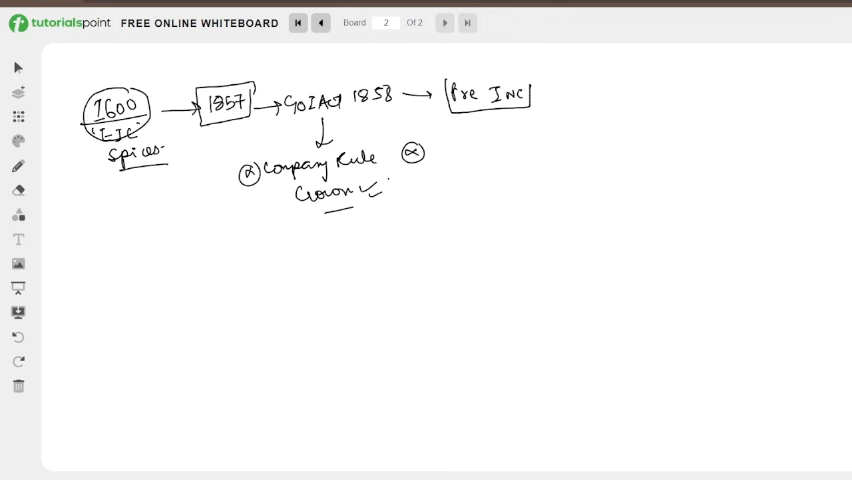 tutorialspoint FREE ONLINE WHITEBOARD Board 2 Of 2
1600 1857 GOI Act 1858 Pre INC
Spices
Company Rule
Crown